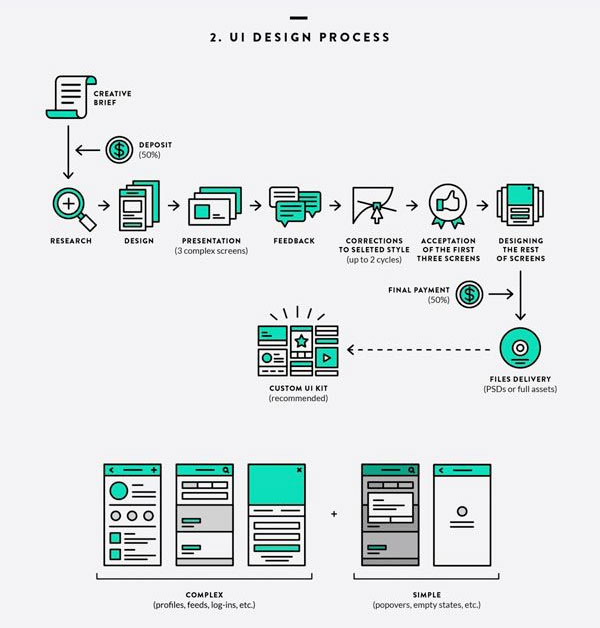 2. UI DESIGN PROCESS
CREATIVE
BRIEF
DEPOSIT
(50%)
RESEARCH
DESIGN
PRESENTATION
(3 complex screens)
FEEDBACK
CORRECTIONS
TO SELETED STYLE
(up to 2 cycles)
ACCEPTATION
OF THE FIRST
THREE SCREENS
DESIGNING
THE REST
OF SCREENS
FINAL PAYMENT
(50%)
FILES DELIVERY
(PSDs or full assets)
CUSTOM UI KIT
(recommended)
+
COMPLEX
(profiles, feeds, log-ins, etc.)
SIMPLE
(popovers, empty states, etc.)